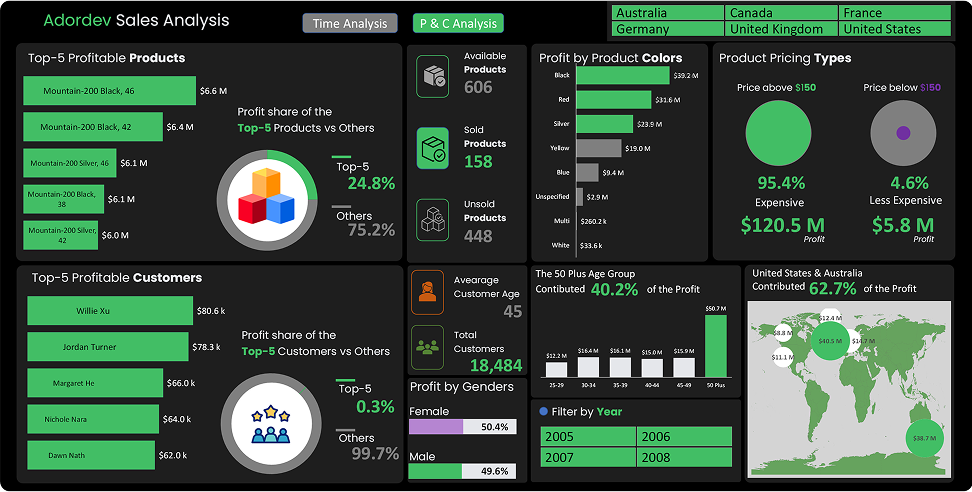 Adordev Sales Analysis
Time Analysis
P & C Analysis
Australia Canada France
Germany United Kingdom United States
Top-5 Profitable Products
Mountain-200 Black, 46 $6.6 M
Mountain-200 Black, 42 $6.4 M
Mountain-200 Silver, 46 $6.1 M
Mountain-200 Black,
38
$6.1 M
Mountain-200 Silver,
42
$6.0 M
Profit share of the
Top-5 Products vs Others
Top-5
24.8%
Others
75.2%
Available
Products
606
Sold
Products
158
Unsold
Products
448
Profit by Product Colors
Black $39.2 M
Red $31.6 M
Silver $23.9 M
Yellow $19.0 M
Blue $9.4 M
Unspecified $2.9 M
Multi $260.2 k
White $33.6 k
Product Pricing Types
Price above $150
95.4%
Expensive
$120.5 M
Profit
Price below $150
4.6%
Less Expensive
$5.8 M
Profit
Top-5 Profitable Customers
Willie Xu $80.6 k
Jordan Turner $78.3 k
Margaret He $66.0 k
Nichole Nara $64.0 k
Dawn Nath $62.0 k
Profit share of the
Top-5 Customers vs Others
Top-5
0.3%
Others
99.7%
Avearage
Customer Age
45
Total
Customers
18,484
Profit by Genders
Female
50.4%
Male
49.6%
The 50 Plus Age Group
Contibuted 40.2% of the Profit
$12.2 M $16.4 M $16.1 M $15.0 M $15.9 M $50.7 M
25-29 30-34 35-39 40-44 45-49 50 Plus
Filter by Year
2005 2006
2007 2008
United States & Australia
Contributed 62.7% of the Profit
$12.4 M
$8.8 M
$40.5 M
$14.7 M
$11.1 M
$38.7 M